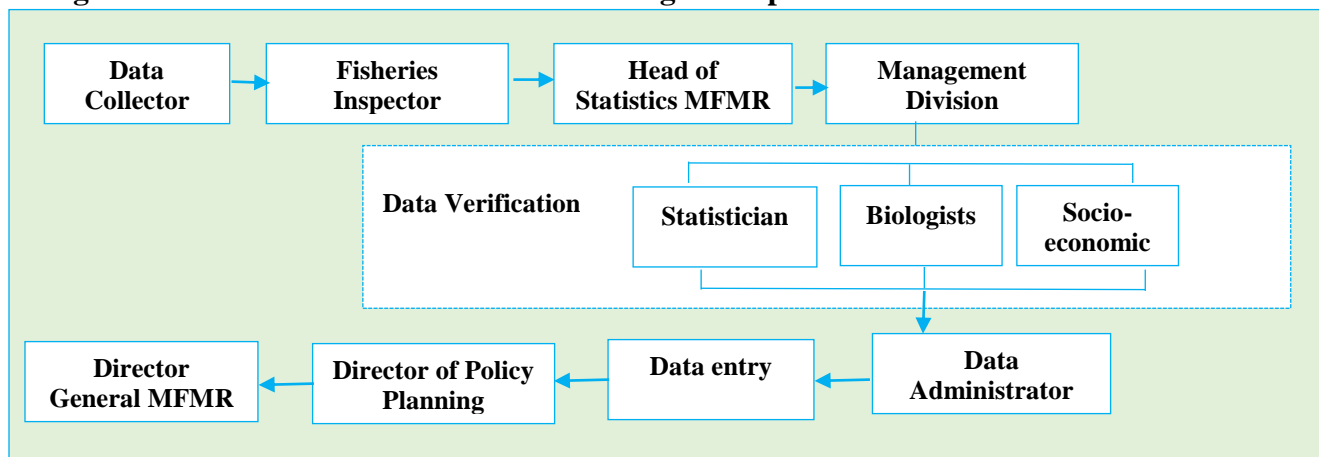 Data
Collector
Fisheries
Inspector
Head of
Statistics MFMR
Management
Division
Data Verification
Statistician
Biologists
Socio-
economic
Director
General MFMR
Director of Policy
Planning
Data entry
Data
Administrator